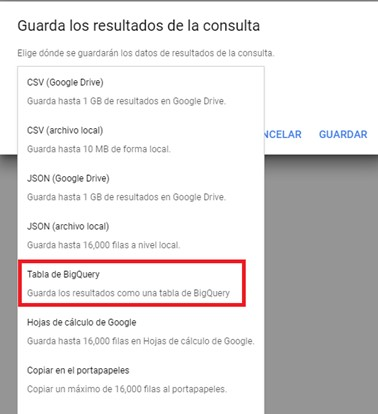 Guarda los resultados de la consulta
Elige dónde se guardarán los datos de resultados de la consulta.
CSV (Google Drive)
Guarda hasta 1 GB de resultados en Google Drive.
CSV (archivo local)
Guarda hasta 10 MB de forma local.
NCELAR GUARDAR
JSON (Google Drive)
Guarda hasta 1 GB de resultados en Google Drive.
JSON (archivo local)
Guarda hasta 16,000 filas a nivel local.
Tabla de BigQuery
Guarda los resultados como una tabla de BigQuery
Hojas de cálculo de Google
Guarda hasta 16,000 filas en Hojas de cálculo de Google.
Copiar en el portapapeles
Copiar un máximo de 16,000 filas al portapapeles.